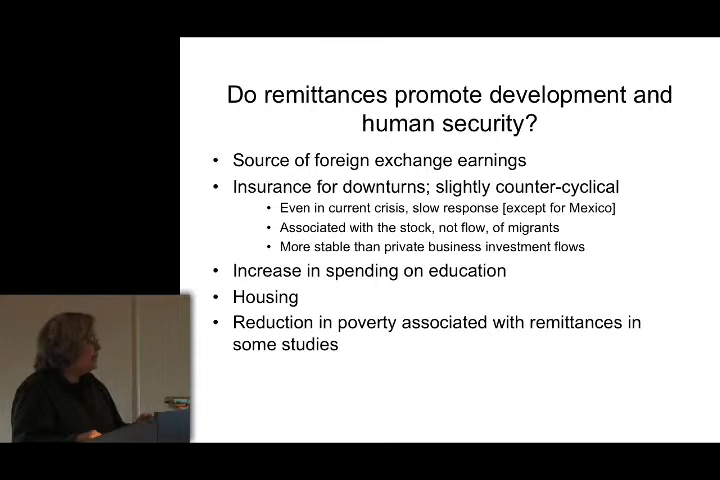 Do remittances promote development and
human security?
• Source of foreign exchange earnings
• Insurance for downturns; slightly counter-cyclical
• Even in current crisis, slow response [except for Mexico]
• Associated with the stock, not flow, of migrants
• More stable than private business investment flows
• Increase in spending on education
• Housing
• Reduction in poverty associated with remittances in
some studies